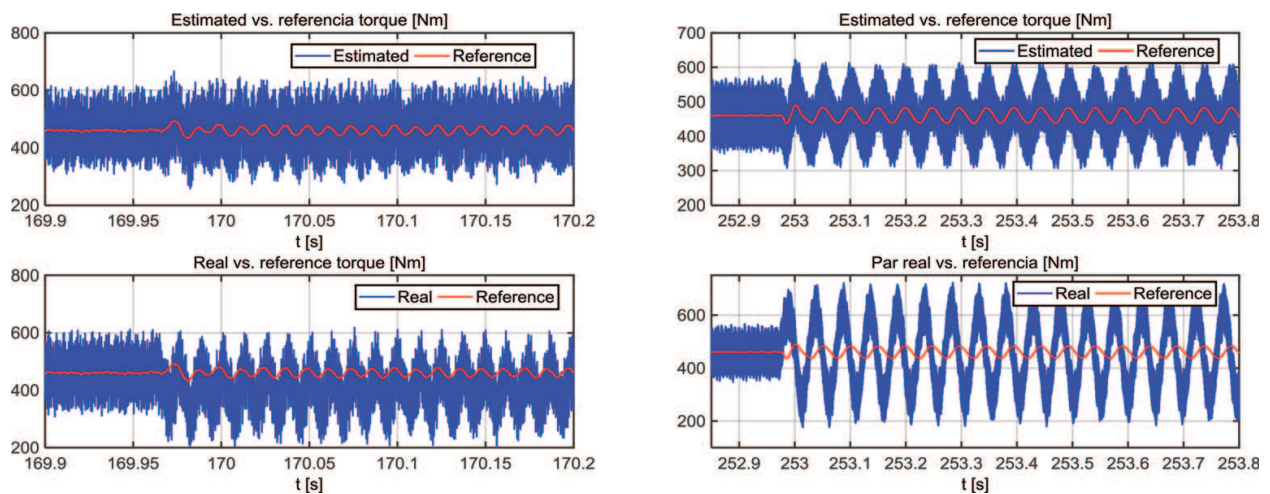 Estimated vs. referencia torque [Nm]
800
600
400
200
Estimated Reference
169.9 169.95 170 170.05 170.1 170.15 170.2
t [s]
Estimated vs. reference torque [Nm]
700
600
500
400
300
200
Estimated Reference
252.9 253 253.1 253.2 253.3 253.4 253.5 253.6 253.7 253.8
t [s]
Real vs. reference torque [Nm]
800
600
400
200
Real Reference
169.9 169.95 170 170.05 170.1 170.15 170.2
t [s]
Par real vs. referencia [Nm]
600
400
200
Real Reference
252.9 253 253.1 253.2 253.3 253.4 253.5 253.6 253.7 253.8
t [s]